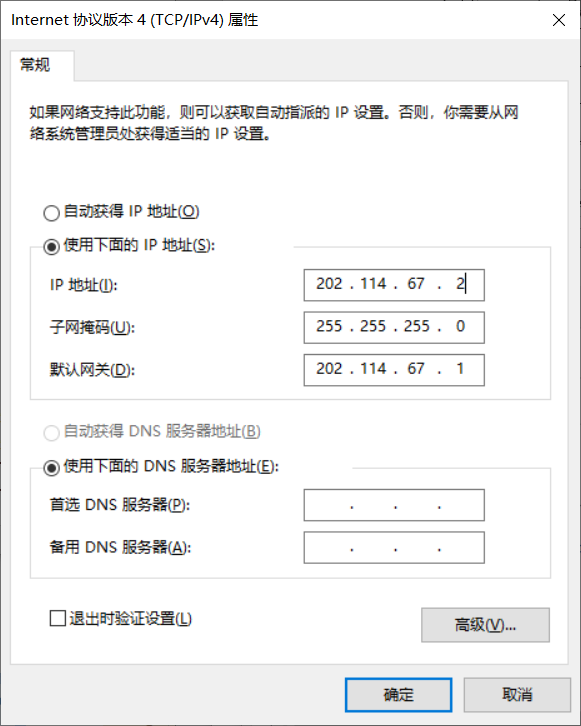 Internet 协议版本 4 (TCP/IPv4) 属性
常规
如果网络支持此功能，则可以获取自动指派的 IP 设置。否则，你需要从网
络系统管理员处获得适当的 IP 设置。
自动获得 IP 地址(O)
使用下面的 IP 地址(S):
IP 地址(I): 202 . 114 . 67 . 2
子网掩码(U): 255 . 255 . 255 . 0
默认网关(D): 202 . 114 . 67 . 1
自动获得 DNS 服务器地址(B)
使用下面的 DNS 服务器地址(E):
首选 DNS 服务器(P): . . .
备用 DNS 服务器(A): . . .
退出时验证设置(L)
高级(V)...
确定 取消